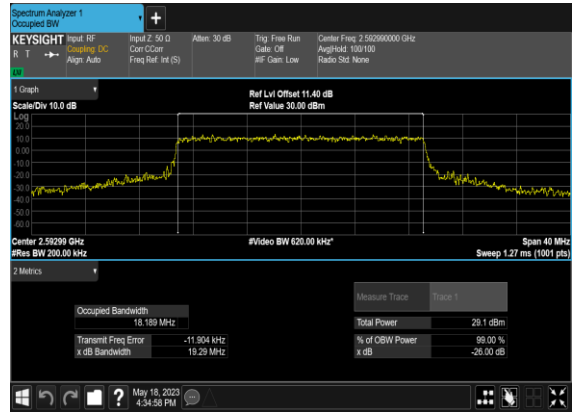 Spectrum Analyzer 1
Occupied BW
KEYSIGHT Input: RF Input Z: 50 Ω Atten: 30 dB Trig: Free Run Center Freq: 2.592990000 GHz
R T Coupling: DC Corr CCorr Gate: Off Avg|Hold: 100/100
Align: Auto Freq Ref: Int (S) #IF Gain: Low Radio Std: None
1 Graph
Ref Lvl Offset 11.40 dB
Scale/Div 10.0 dB Ref Value 30.00 dBm
Log
20.0
10.0
0.00
-10.0
-20.0
-30.0
-40.0
-50.0
-60.0
Center 2.59299 GHz #Video BW 620.00 kHz* Span 40 MHz
#Res BW 200.00 kHz Sweep 1.27 ms (1001 pts)
2 Metrics
Measure Trace Trace 1
Occupied Bandwidth
18.189 MHz Total Power 29.1 dBm
Transmit Freq Error -11.904 kHz % of OBW Power 99.00 %
x dB Bandwidth 19.29 MHz x dB -26.00 dB
May 18, 2023
4:34:58 PM